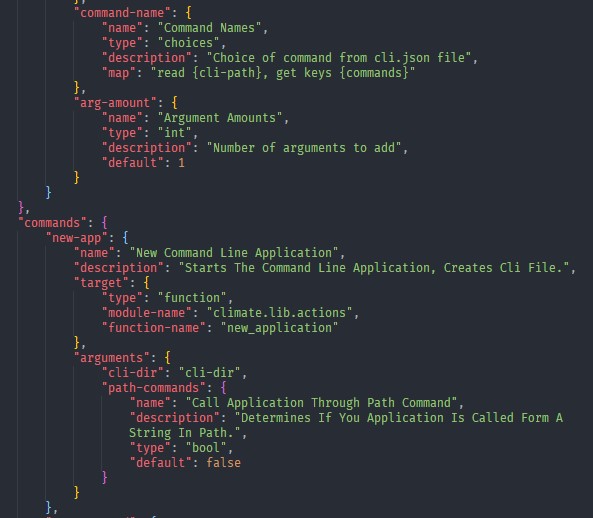 },
"command-name": {
"name": "Command Names",
"type": "choices",
"description": "Choice of command from cli.json file",
"map": "read {cli-path}, get keys {commands}"
},
"arg-amount": {
"name": "Argument Amounts",
"type": "int",
"description": "Number of arguments to add",
"default": 1
}
}
},
"commands": {
"new-app": {
"name": "New Command Line Application",
"description": "Starts The Command Line Application, Creates Cli File.",
"target": {
"type": "function",
"module-name": "climate.lib.actions",
"function-name": "new_application"
},
"arguments": {
"cli-dir": "cli-dir",
"path-commands": {
"name": "Call Application Through Path Command",
"description": "Determines If You Application Is Called Form A
String In Path.",
"type": "bool",
"default": false
}
}
},